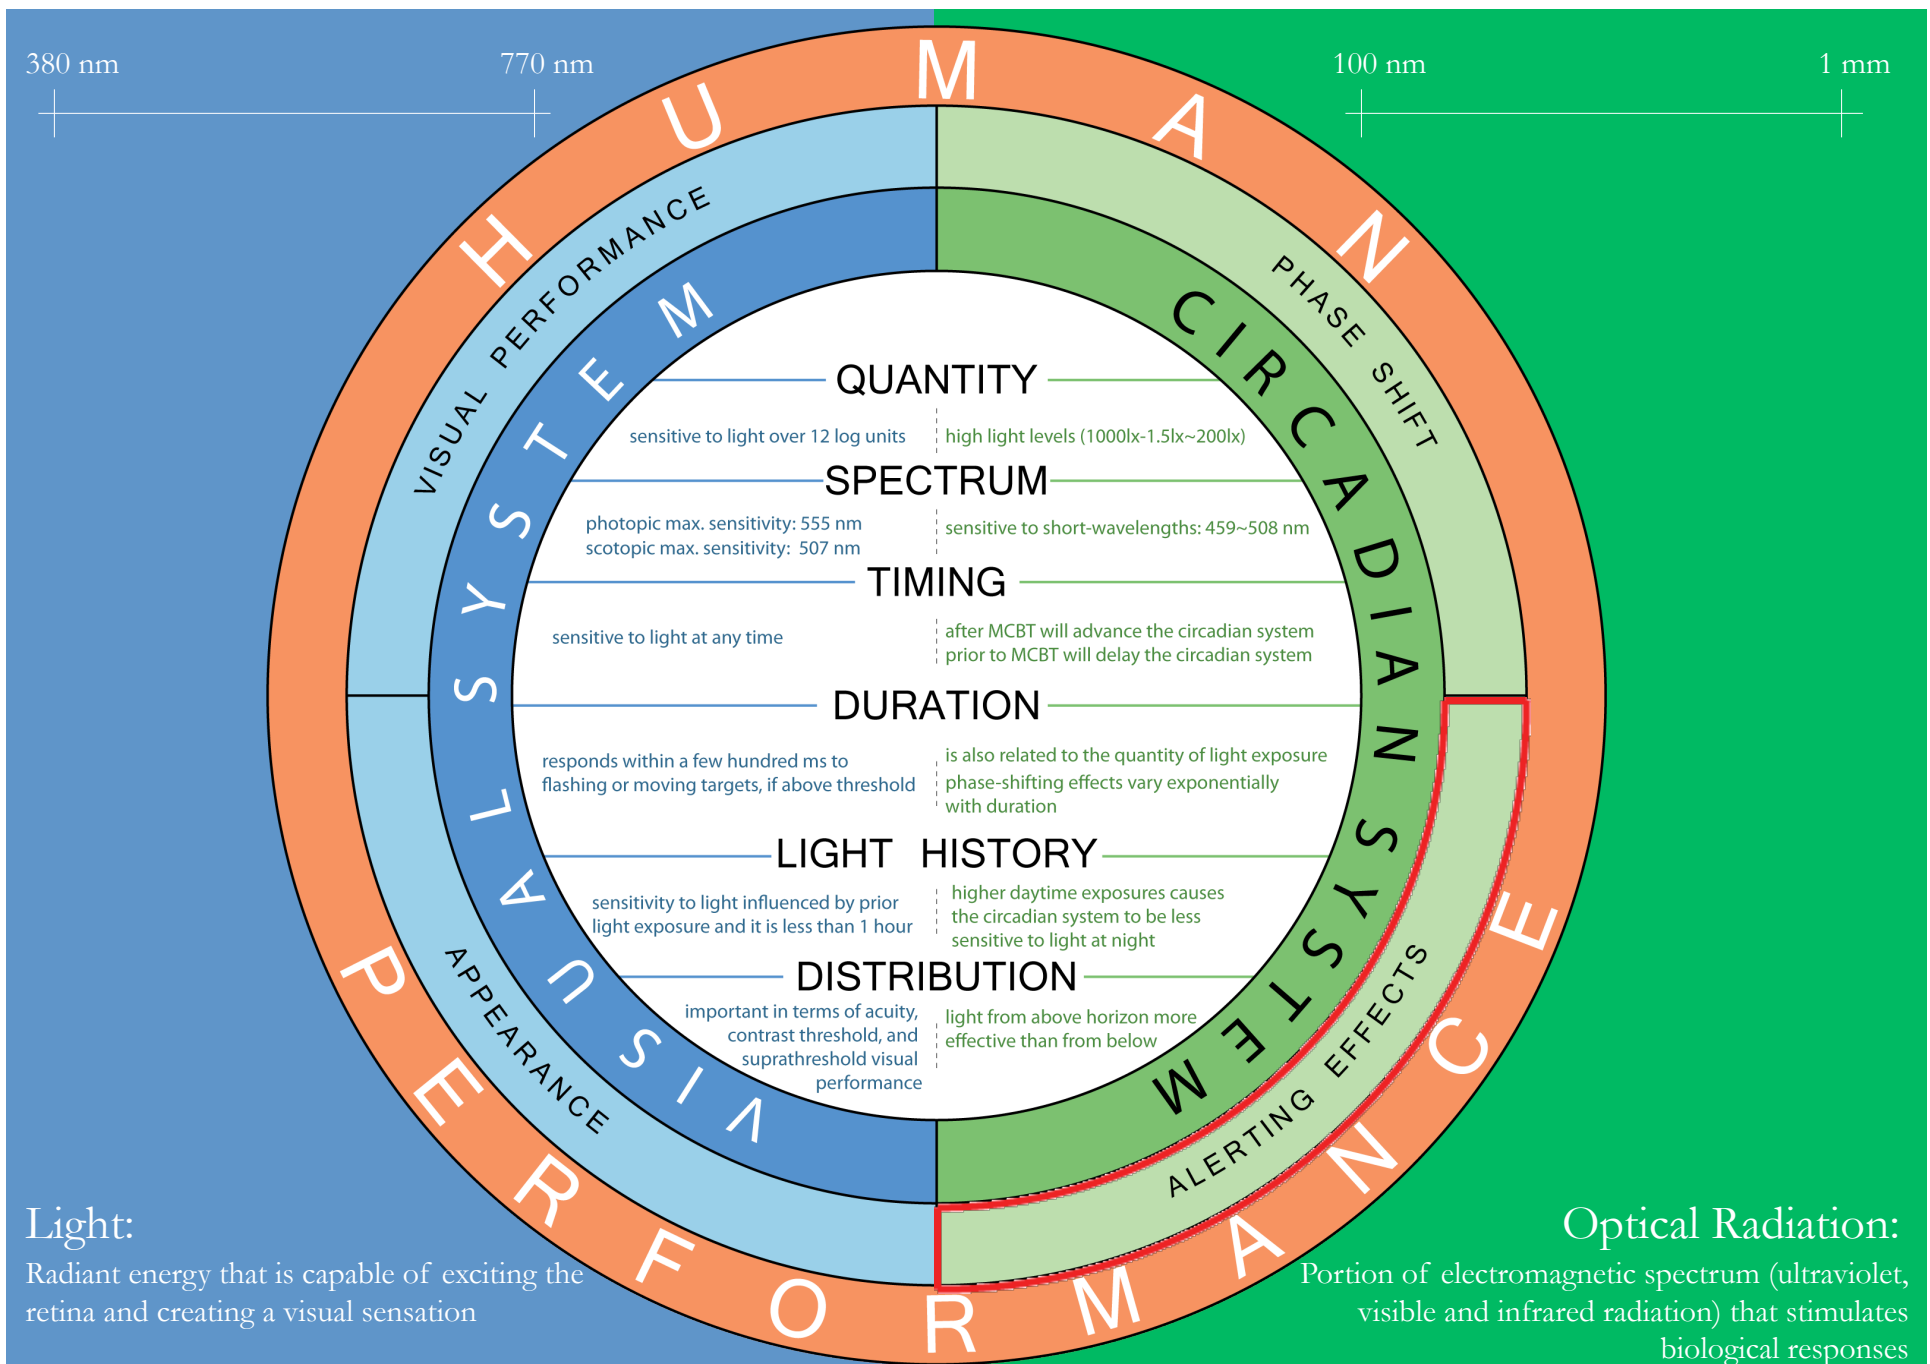 380 nm
770 nm
100 nm
1 mm
HUMAN
PERFORMANCE
VISUAL PERFORMANCE
PHASE SHIFT
VISUAL SYSTEM
CIRCADIAN SYSTEM
APPEARANCE
ALERTING EFFECTS
QUANTITY
sensitive to light over 12 log units
high light levels (1000lx-1.5lx~200lx)
SPECTRUM
photopic max. sensitivity: 555 nm
scotopic max. sensitivity: 507 nm
sensitive to short-wavelengths: 459~508 nm
TIMING
sensitive to light at any time
after MCBT will advance the circadian system
prior to MCBT will delay the circadian system
DURATION
responds within a few hundred ms to
flashing or moving targets, if above threshold
is also related to the quantity of light exposure
phase-shifting effects vary exponentially
with duration
LIGHT HISTORY
sensitivity to light influenced by prior
light exposure and it is less than 1 hour
higher daytime exposures causes
the circadian system to be less
sensitive to light at night
DISTRIBUTION
important in terms of acuity,
contrast threshold, and
suprathreshold visual
performance
light from above horizon more
effective than from below
Light:
Radiant energy that is capable of exciting the
retina and creating a visual sensation
Optical Radiation:
Portion of electromagnetic spectrum (ultraviolet,
visible and infrared radiation) that stimulates
biological responses